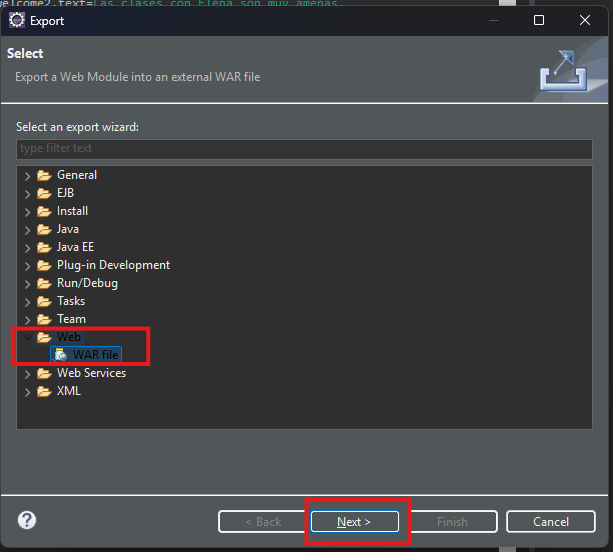 welcome2.text=Las clases con Elena son muy amenas.
Export
Select
Export a Web Module into an external WAR file
Select an export wizard:
type filter text
General
EJB
Install
Java
Java EE
Plug-in Development
Run/Debug
Tasks
Team
Web
WAR file
Web Services
XML
?
< Back Next > Finish Cancel